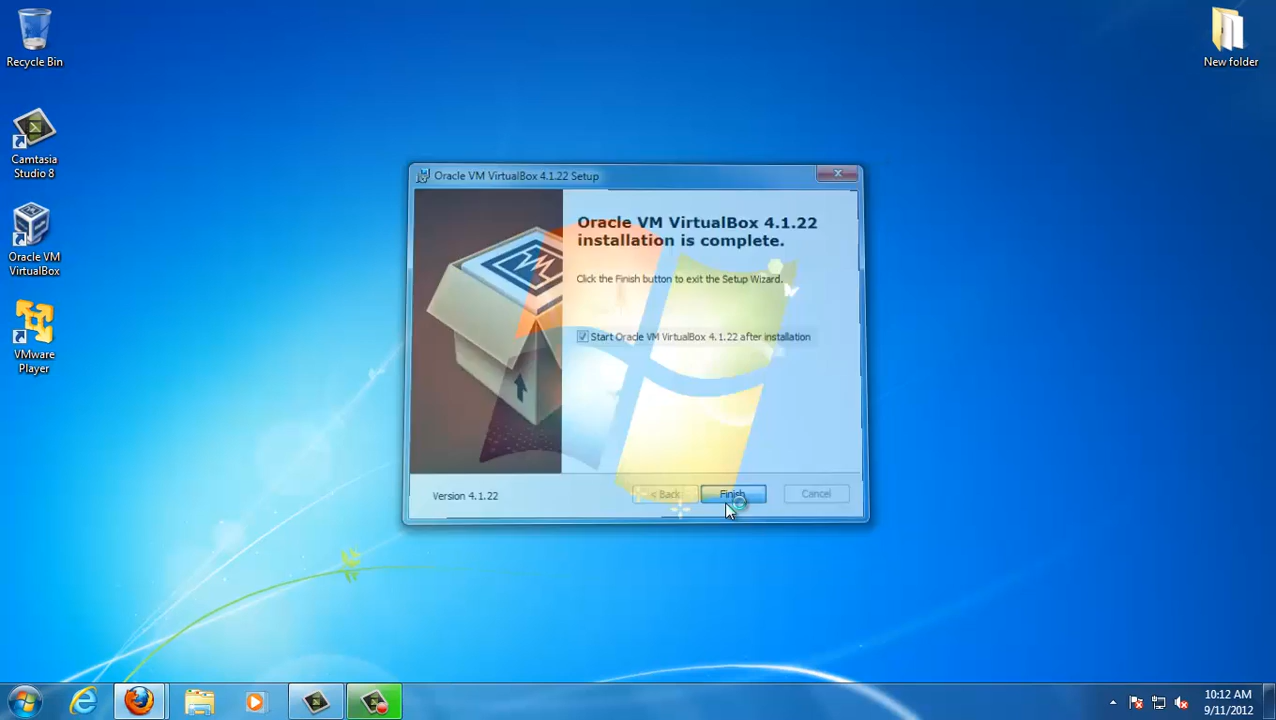 Recycle Bin
New folder
Camtasia
Studio 8
Oracle VM
VirtualBox
VMware
Player
Oracle VM VirtualBox 4.1.22 Setup
Oracle VM VirtualBox 4.1.22
installation is complete.
Click the Finish button to exit the Setup Wizard.
Start Oracle VM VirtualBox 4.1.22 after installation
Version 4.1.22
< Back
Finish
Cancel
10:12 AM
9/11/2012